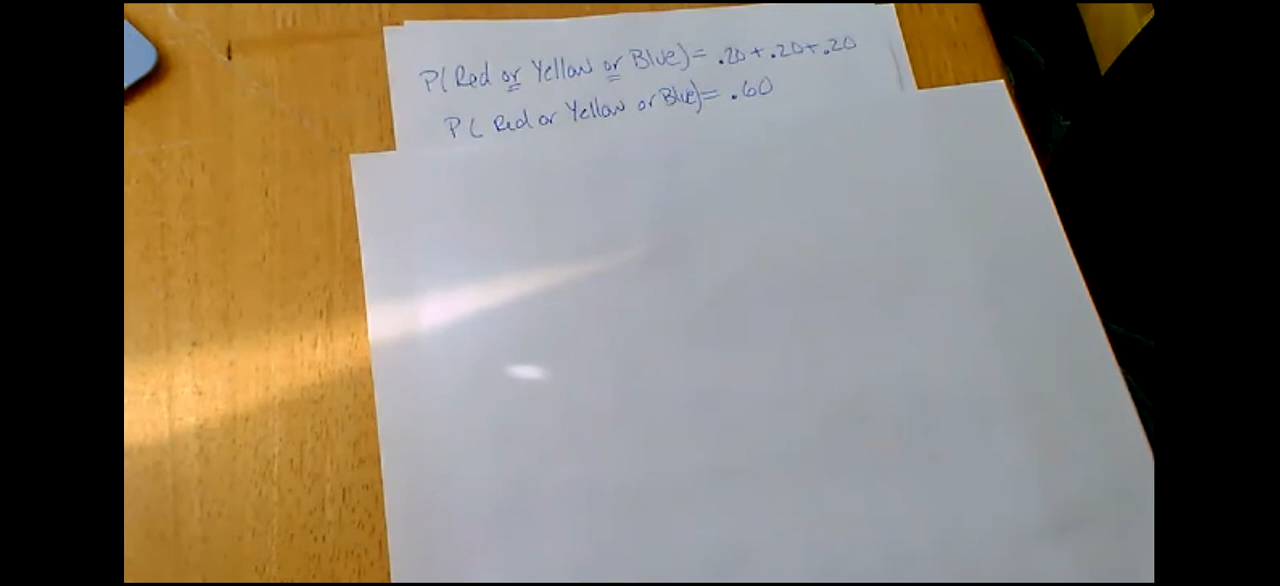 P(Red or Yellow or Blue)= .20+.20+.20
P( Red or Yellow or Blue)= .60